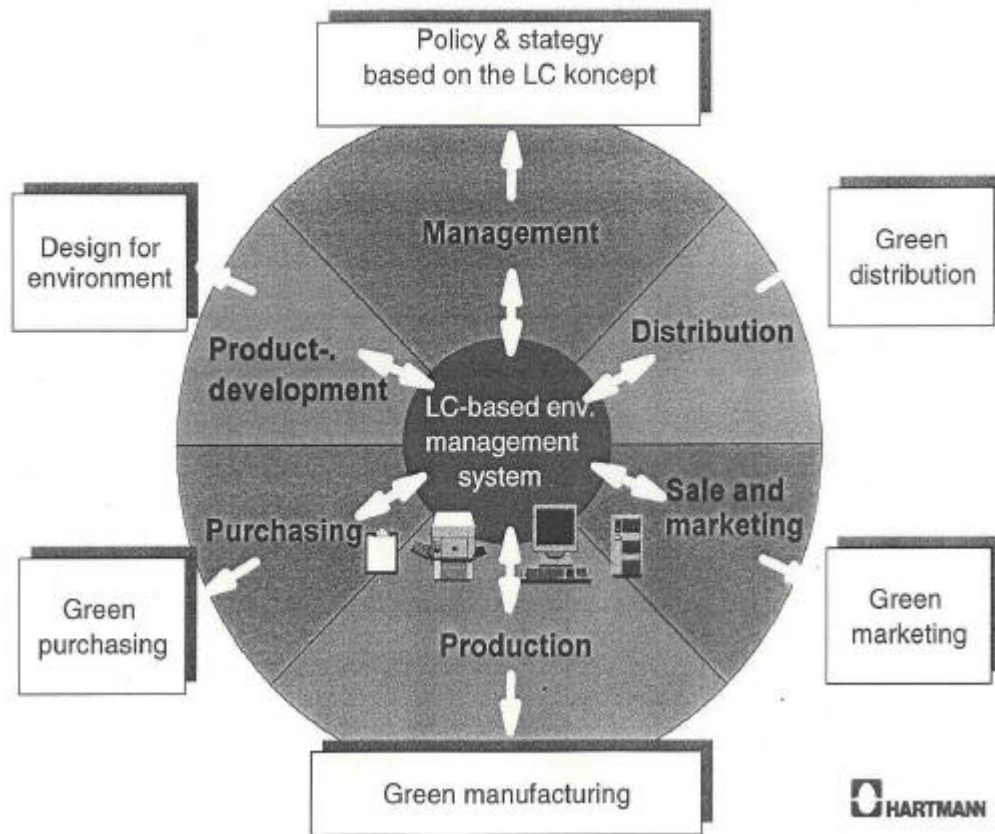 Policy & stategy
based on the LC koncept
Management
Design for
environment
Green
distribution
Distribution
Product-.
development
LC-based env.
management
system
Purchasing
Sale and
marketing
Green
purchasing
Green
marketing
Production
Green manufacturing
HARTMANN